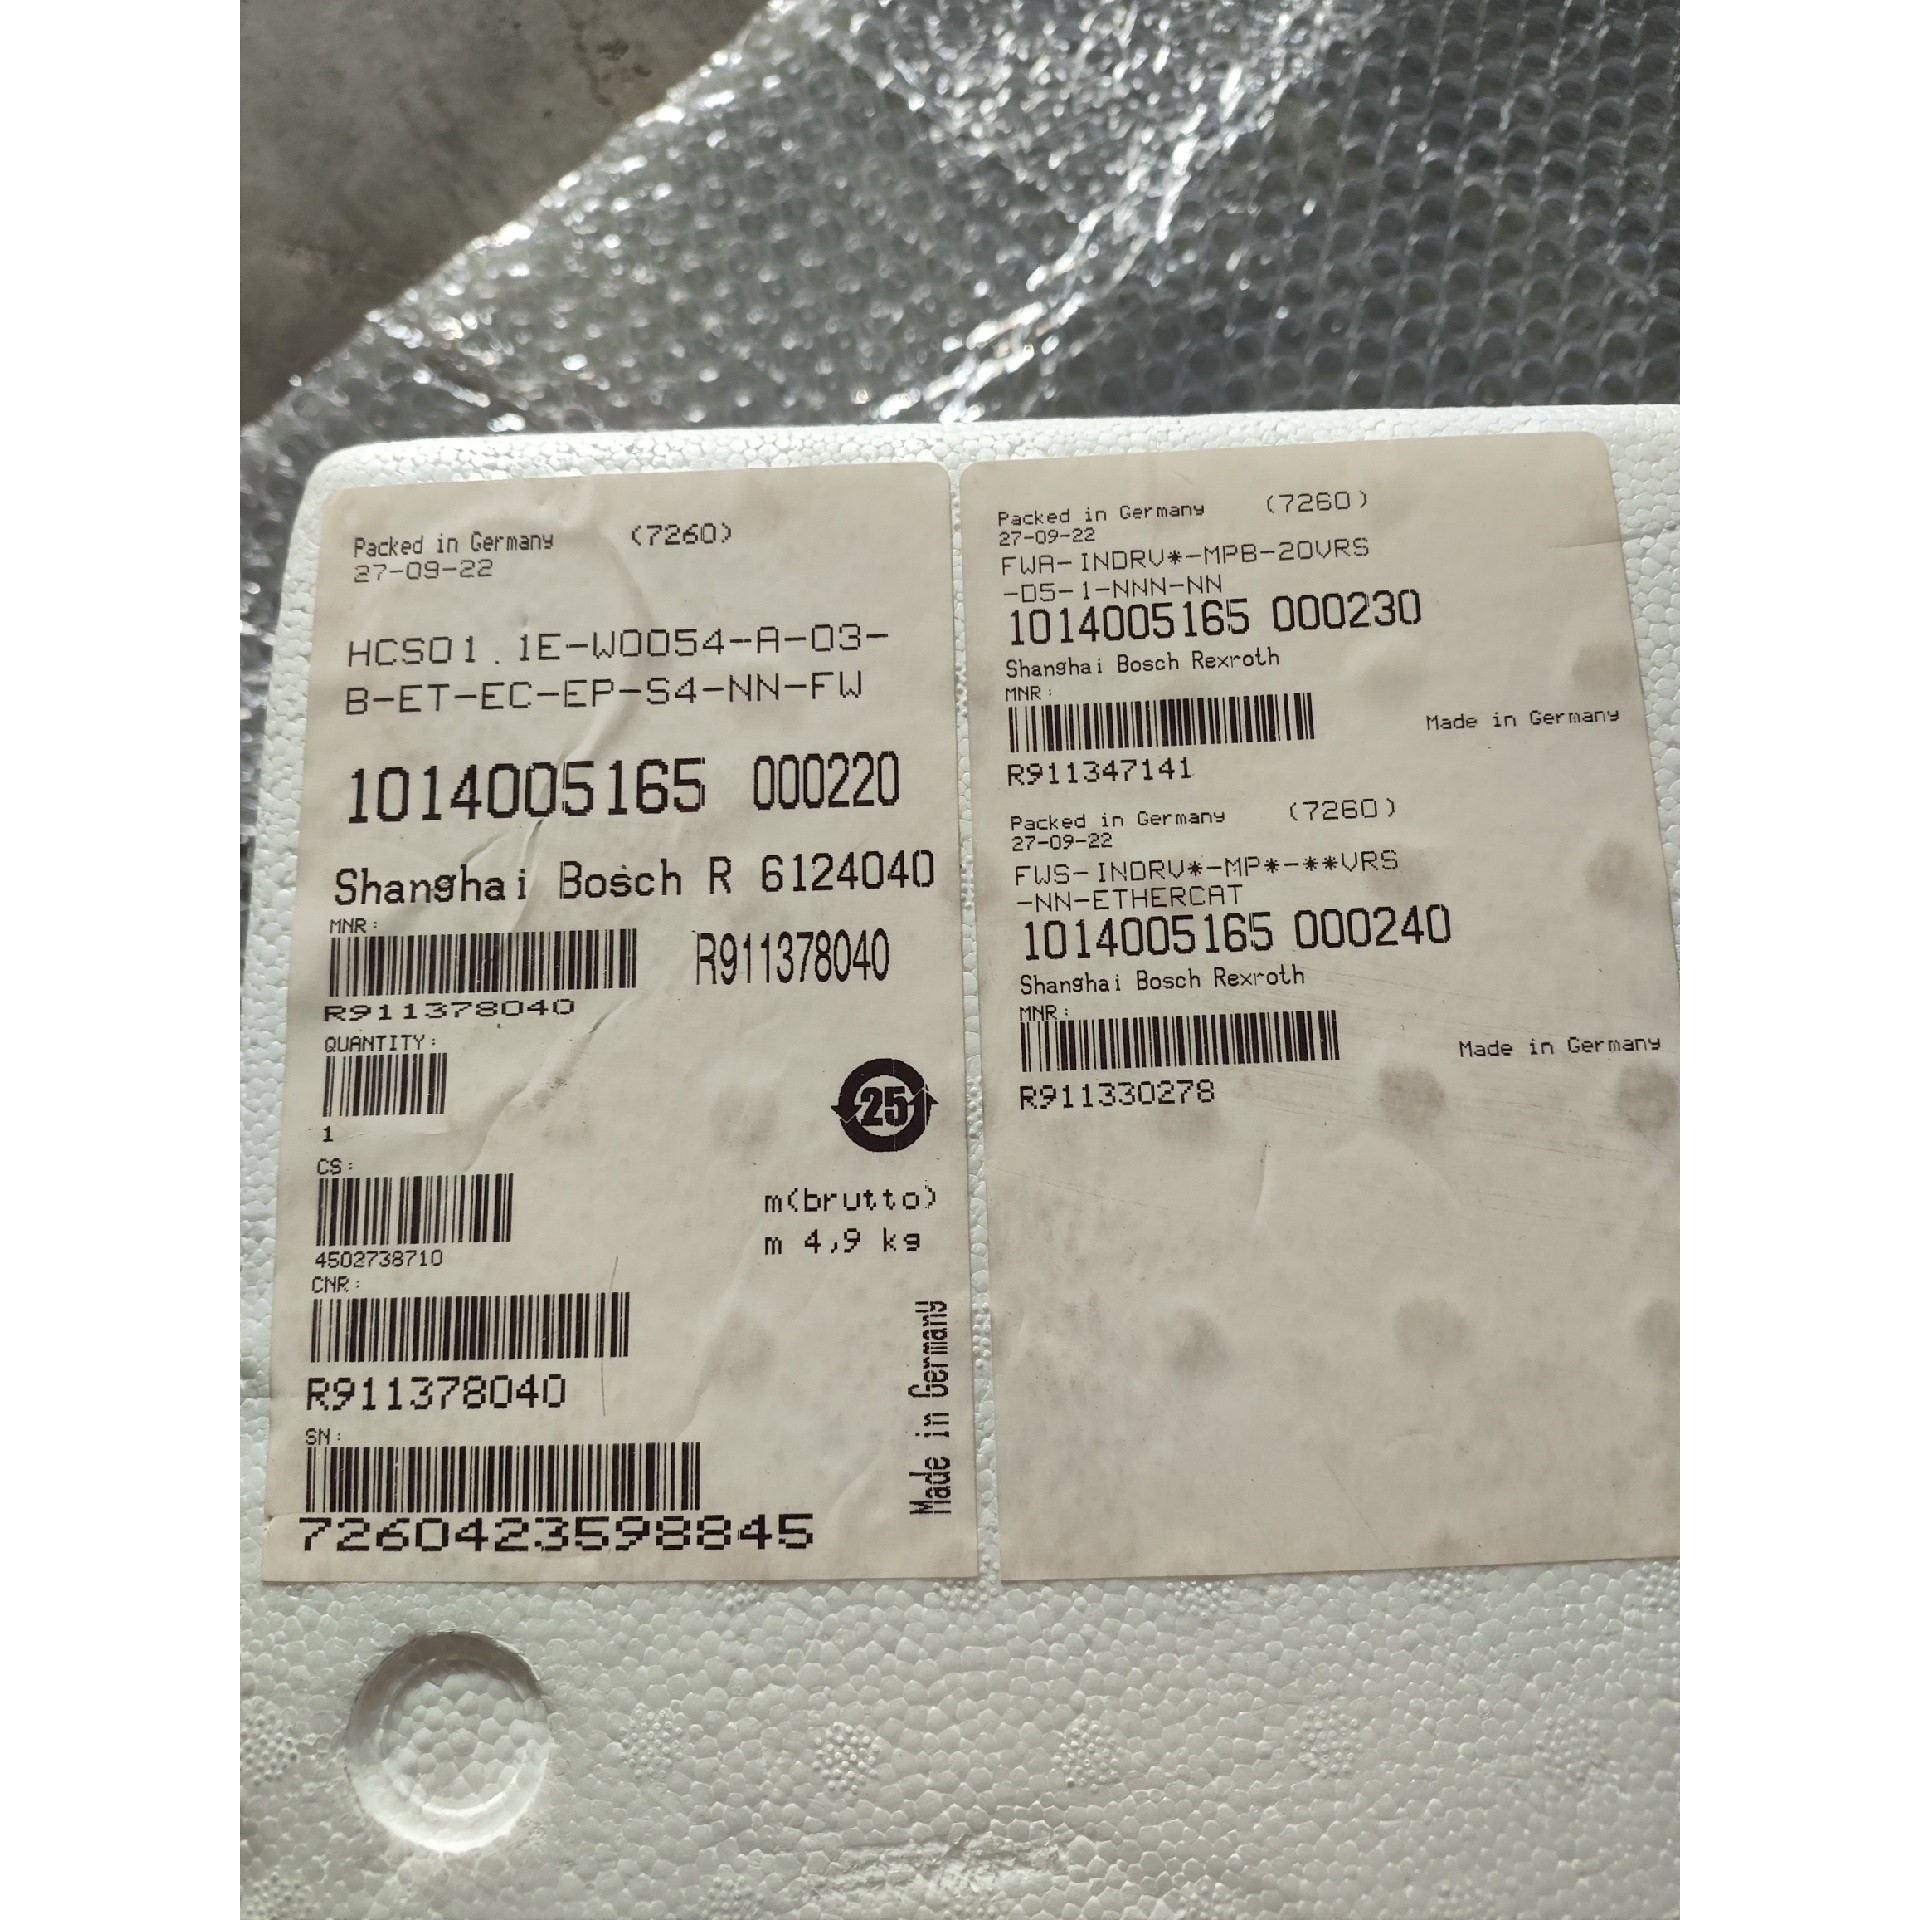 Packed in Germany (7260)
27-09-22
HCS01.1E-W0054-A-03-
B-ET-EC-EP-S4-NN-FW
1014005165 000220
Shanghai Bosch R 6124040
MNR:
R911378040
R911378040
QUANTITY:
1
25
CS:
m(brutto)
m 4,9 kg
4502738710
CNR:
R911378040
SN:
7260423598845
Made in Germany
Packed in Germany (7260)
27-09-22
FWA-INDRV*-MPB-20VRS
-D5-1-NNN-NN
1014005165 000230
Shanghai Bosch Rexroth
MNR:
Made in Germany
R911347141
Packed in Germany (7260)
27-09-22
FWS-INDRV*-MP*-**VRS
-NN-ETHERCAT
1014005165 000240
Shanghai Bosch Rexroth
MNR:
Made in Germany
R911330278